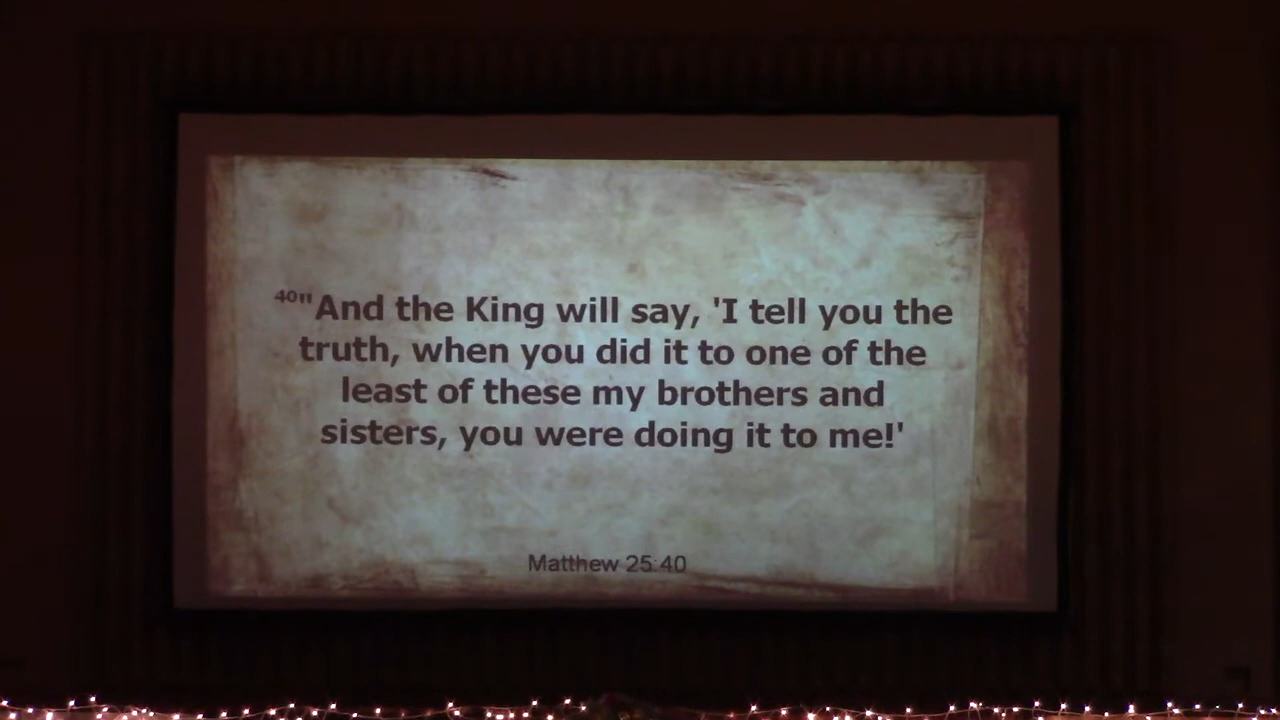 ⁴⁰"And the King will say, 'I tell you the
truth, when you did it to one of the
least of these my brothers and
sisters, you were doing it to me!'
Matthew 25:40